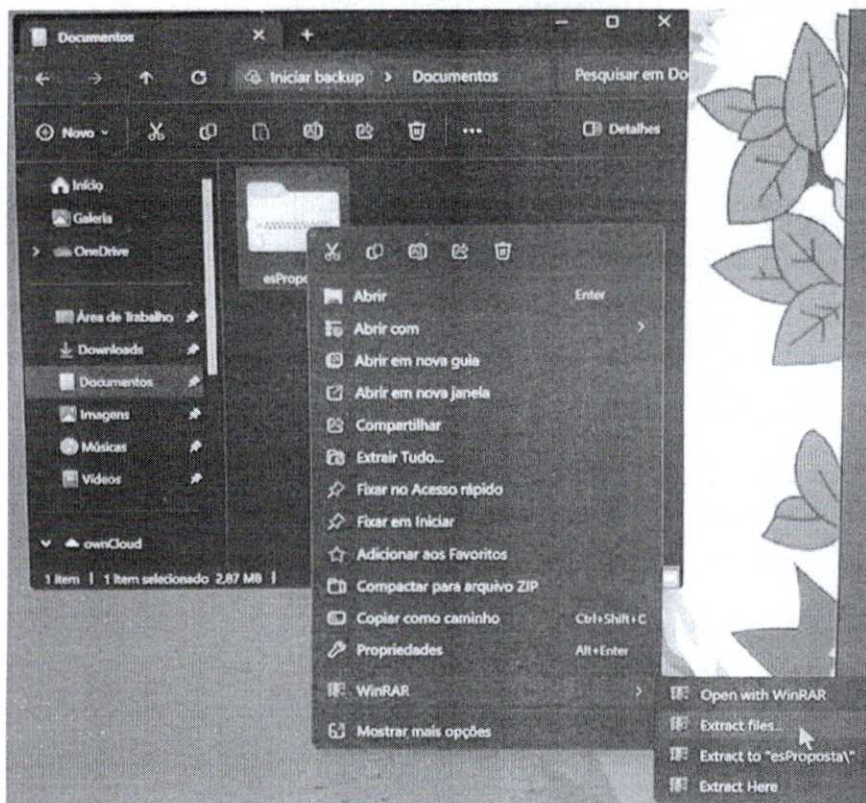 Documentos
Iniciar backup > Documentos
Pesquisar em Do
Novo
Detalhes
Início
Galeria
OneDrive
Área de Trabalho
Downloads
Documentos
Imagens
Músicas
Vídeos
ownCloud
1 item | 1 item selecionado 2,87 MB |
esPropo
Abrir Enter
Abrir com
Abrir em nova guia
Abrir em nova janela
Compartilhar
Extrair Tudo...
Fixar no Acesso rápido
Fixar em Iniciar
Adicionar aos Favoritos
Compactar para arquivo ZIP
Copiar como caminho Ctrl+Shift+C
Propriedades Alt+Enter
WinRAR
Mostrar mais opções
Open with WinRAR
Extract files...
Extract to "esProposta\"
Extract Here